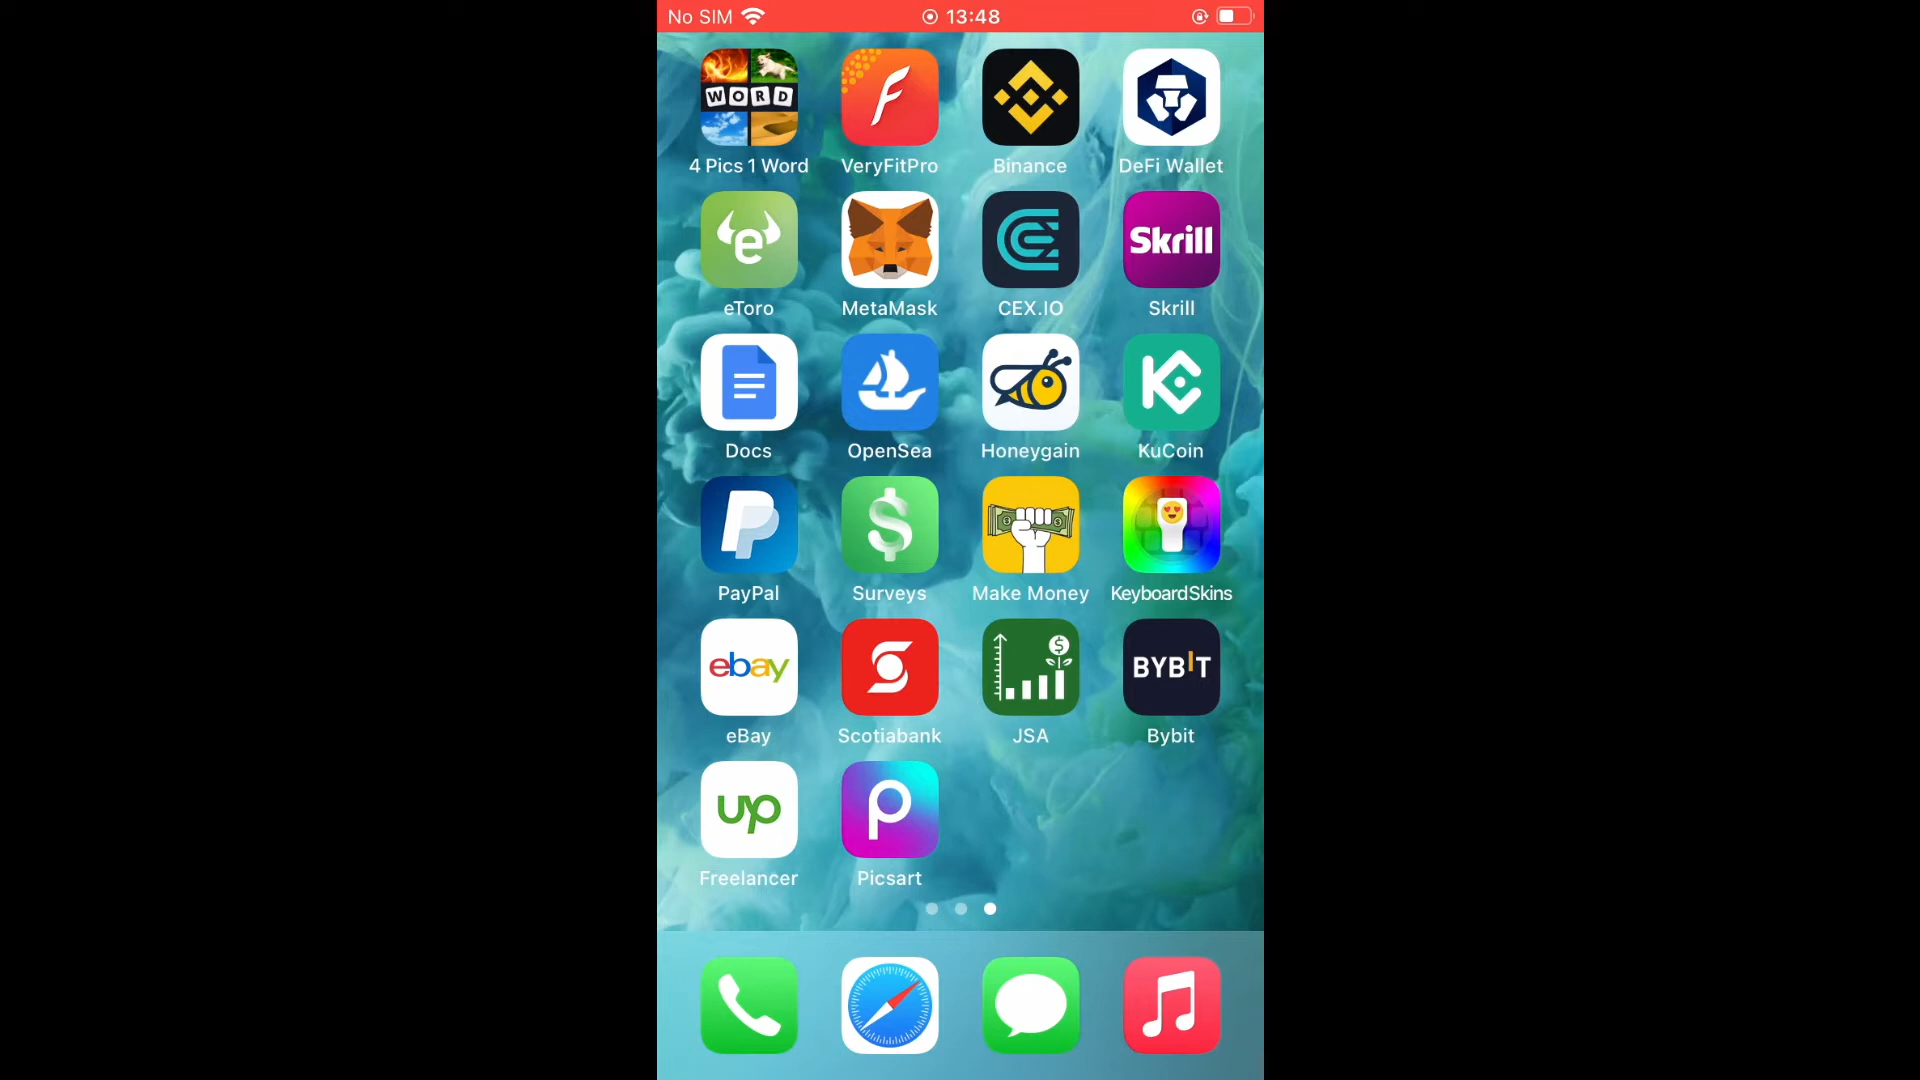 No SIM 13:48
WORD
4 Pics 1 Word VeryFitPro Binance DeFi Wallet
Skrill
eToro MetaMask CEX.IO Skrill
Docs OpenSea Honeygain KuCoin
PayPal Surveys Make Money KeyboardSkins
ebay BYBIT
eBay Scotiabank JSA Bybit
up
Freelancer Picsart